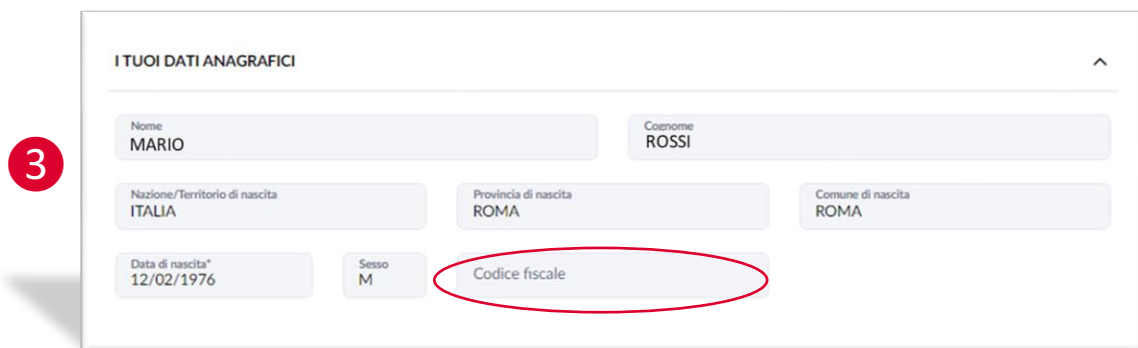 I TUOI DATI ANAGRAFICI
Nome
MARIO
Cognome
ROSSI
3
Nazione/Territorio di nascita
ITALIA
Provincia di nascita
ROMA
Comune di nascita
ROMA
Data di nascita*
12/02/1976
Sesso
M
Codice fiscale